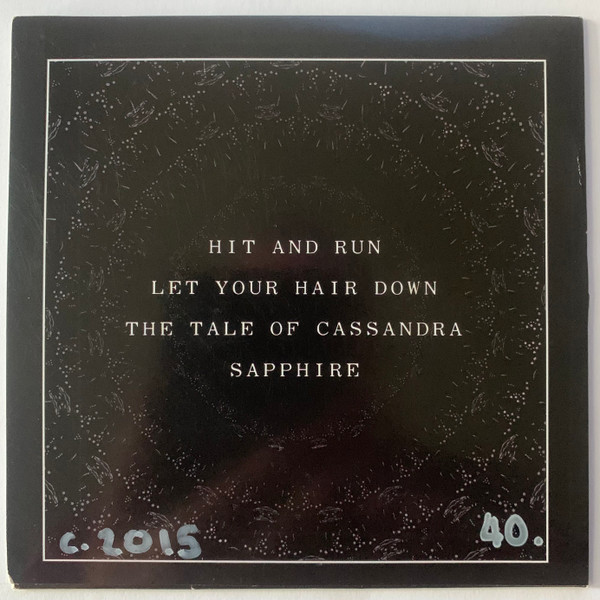 HIT AND RUN
LET YOUR HAIR DOWN
THE TALE OF CASSANDRA
SAPPHIRE
c. 2015
40.